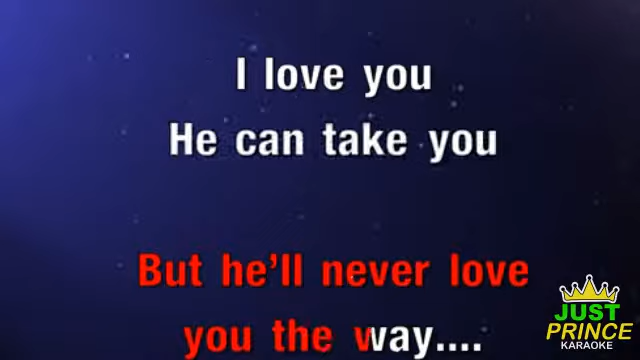 I love you
He can take you
But he'll never love
you the way....
JUST
PRINCE
KARAOKE